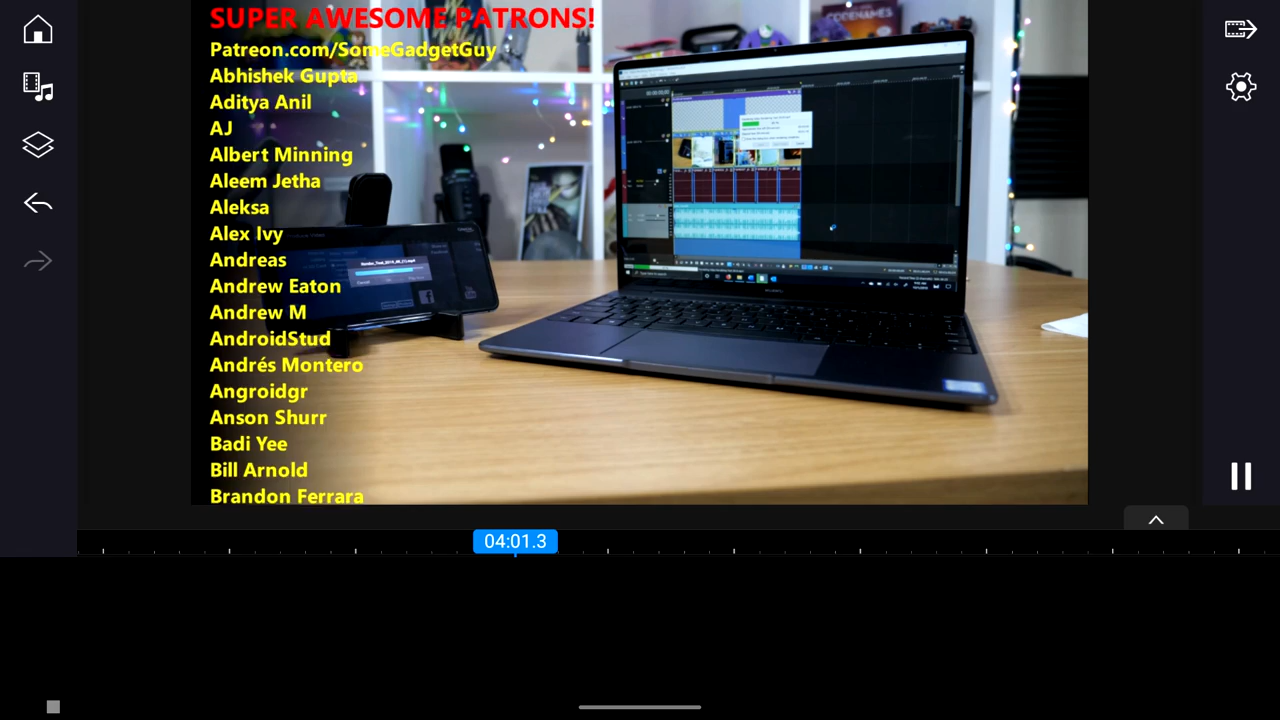 SUPER AWESOME PATRONS!
Patreon.com/SomeGadgetGuy
Abhishek Gupta
Aditya Anil
AJ
Albert Minning
Aleem Jetha
Aleksa
Alex Ivy
Andreas
Andrew Eaton
Andrew M
AndroidStud
Andrés Montero
Angroidgr
Anson Shurr
Badi Yee
Bill Arnold
Brandon Ferrara
CODENAMES
04:01.3